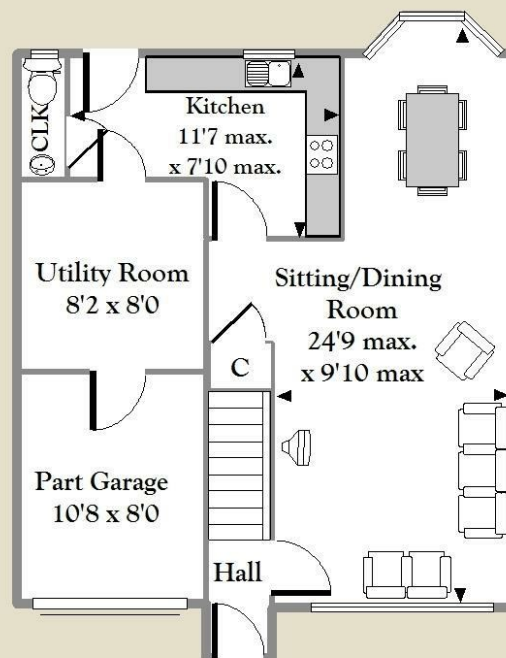 CLK
Kitchen
11'7 max.
x 7'10 max.
Utility Room
8'2 x 8'0
Sitting/Dining
Room
24'9 max.
x 9'10 max
C
Part Garage
10'8 x 8'0
Hall